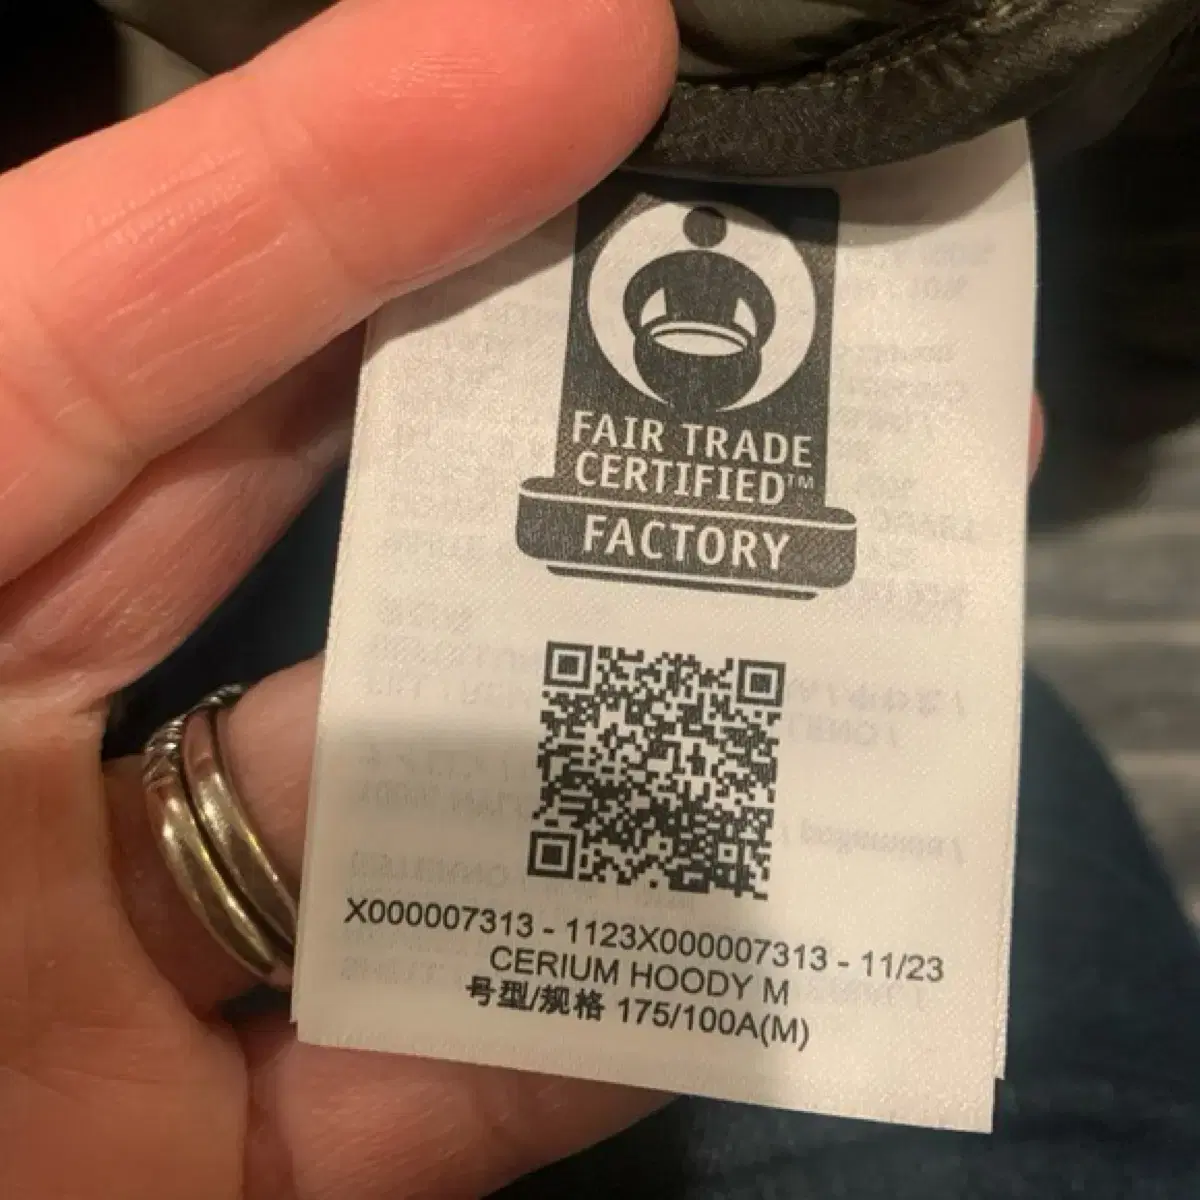 FAIR TRADE
CERTIFIED™
FACTORY
X000007313 - 1123X000007313 - 11/23
CERIUM HOODY M
号型/规格 175/100A(M)